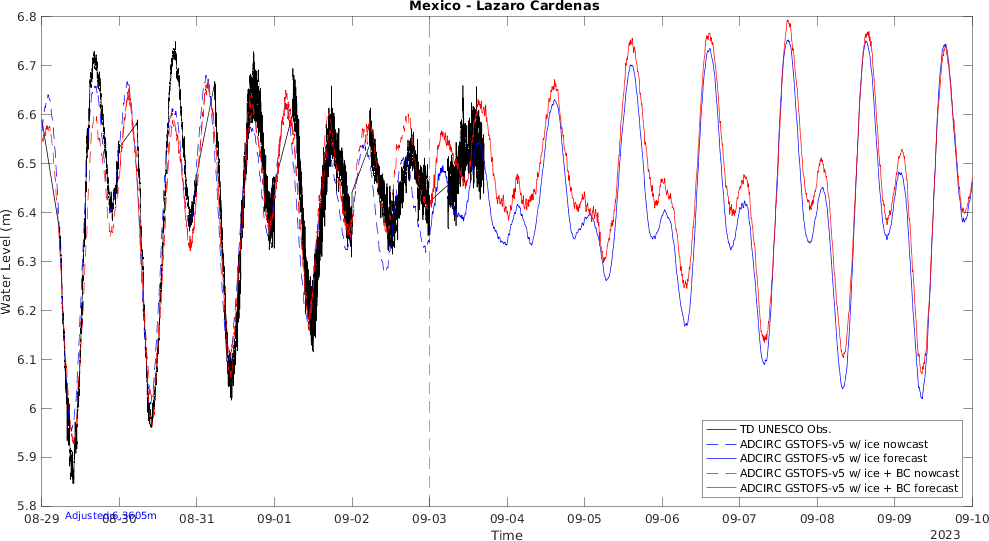 Mexico - Lazaro Cardenas
Water Level (m)
6.8
6.7
6.6
6.5
6.4
6.3
6.2
6.1
6
5.9
5.8
TD UNESCO Obs.
ADCIRC GSTOFS-v5 w/ ice nowcast
ADCIRC GSTOFS-v5 w/ ice forecast
ADCIRC GSTOFS-v5 w/ ice + BC nowcast
ADCIRC GSTOFS-v5 w/ ice + BC forecast
08-29 08-30 08-31 09-01 09-02 09-03 09-04 09-05 09-06 09-07 09-08 09-09 09-10
Adjusted 6.3605m
Time
2023